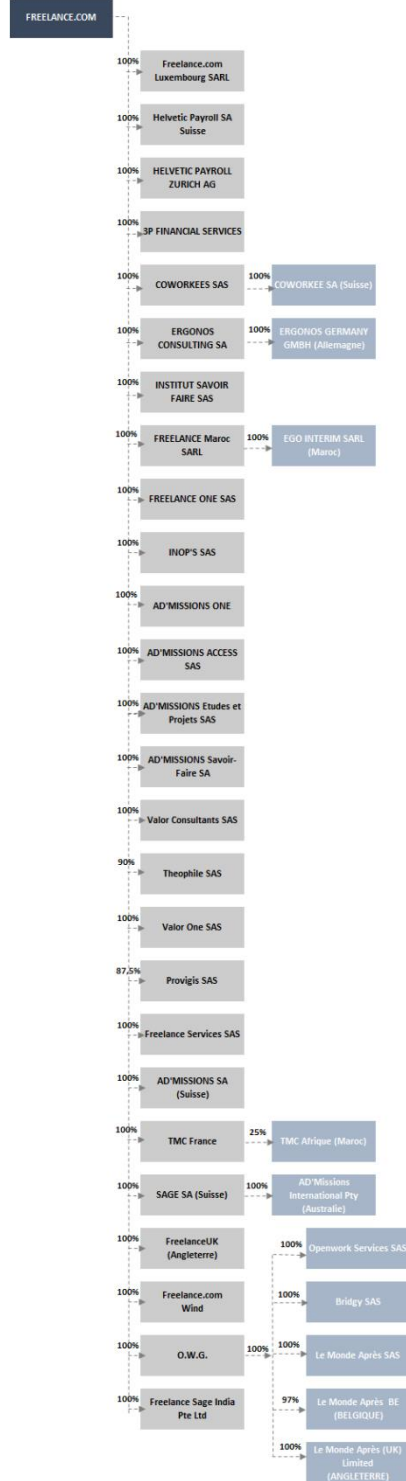 FREELANCE.COM
100%
Freelance.com
Luxembourg SARL
100%
Helvetic Payroll SA
Suisse
100%
HELVETIC PAYROLL
ZURICH AG
100%
3P FINANCIAL SERVICES
100%
COWORKEES SAS
100%
COWORKEE SA (Suisse)
100%
ERGONOS
CONSULTING SA
100%
ERGONOS GERMANY
GMBH (Allemagne)
100%
INSTITUT SAVOIR
FAIRE SAS
100%
FREELANCE Maroc
SARL
100%
EGO INTERIM SARL
(Maroc)
100%
FREELANCE ONE SAS
100%
INOP'S SAS
100%
AD'MISSIONS ONE
100%
AD'MISSIONS ACCESS
SAS
100%
AD'MISSIONS Etudes et
Projets SAS
100%
AD'MISSIONS Savoir-
Faire SA
100%
Valor Consultants SAS
90%
Theophile SAS
100%
Valor One SAS
87,5%
Provigis SAS
100%
Freelance Services SAS
100%
AD'MISSIONS SA
(Suisse)
100%
TMC France
25%
TMC Afrique (Maroc)
100%
SAGE SA (Suisse)
100%
AD'Missions
International Pty
(Australie)
100%
FreelanceUK
(Angleterre)
100%
Freelance.com
Wind
100%
O.W.G.
100%
100%
Openwork Services SAS
100%
Bridgy SAS
100%
Le Monde Après SAS
97%
Le Monde Après BE
(BELGIQUE)
100%
Le Monde Après (UK)
Limited
(ANGLETERRE)
100%
Freelance Sage India
Pte Ltd